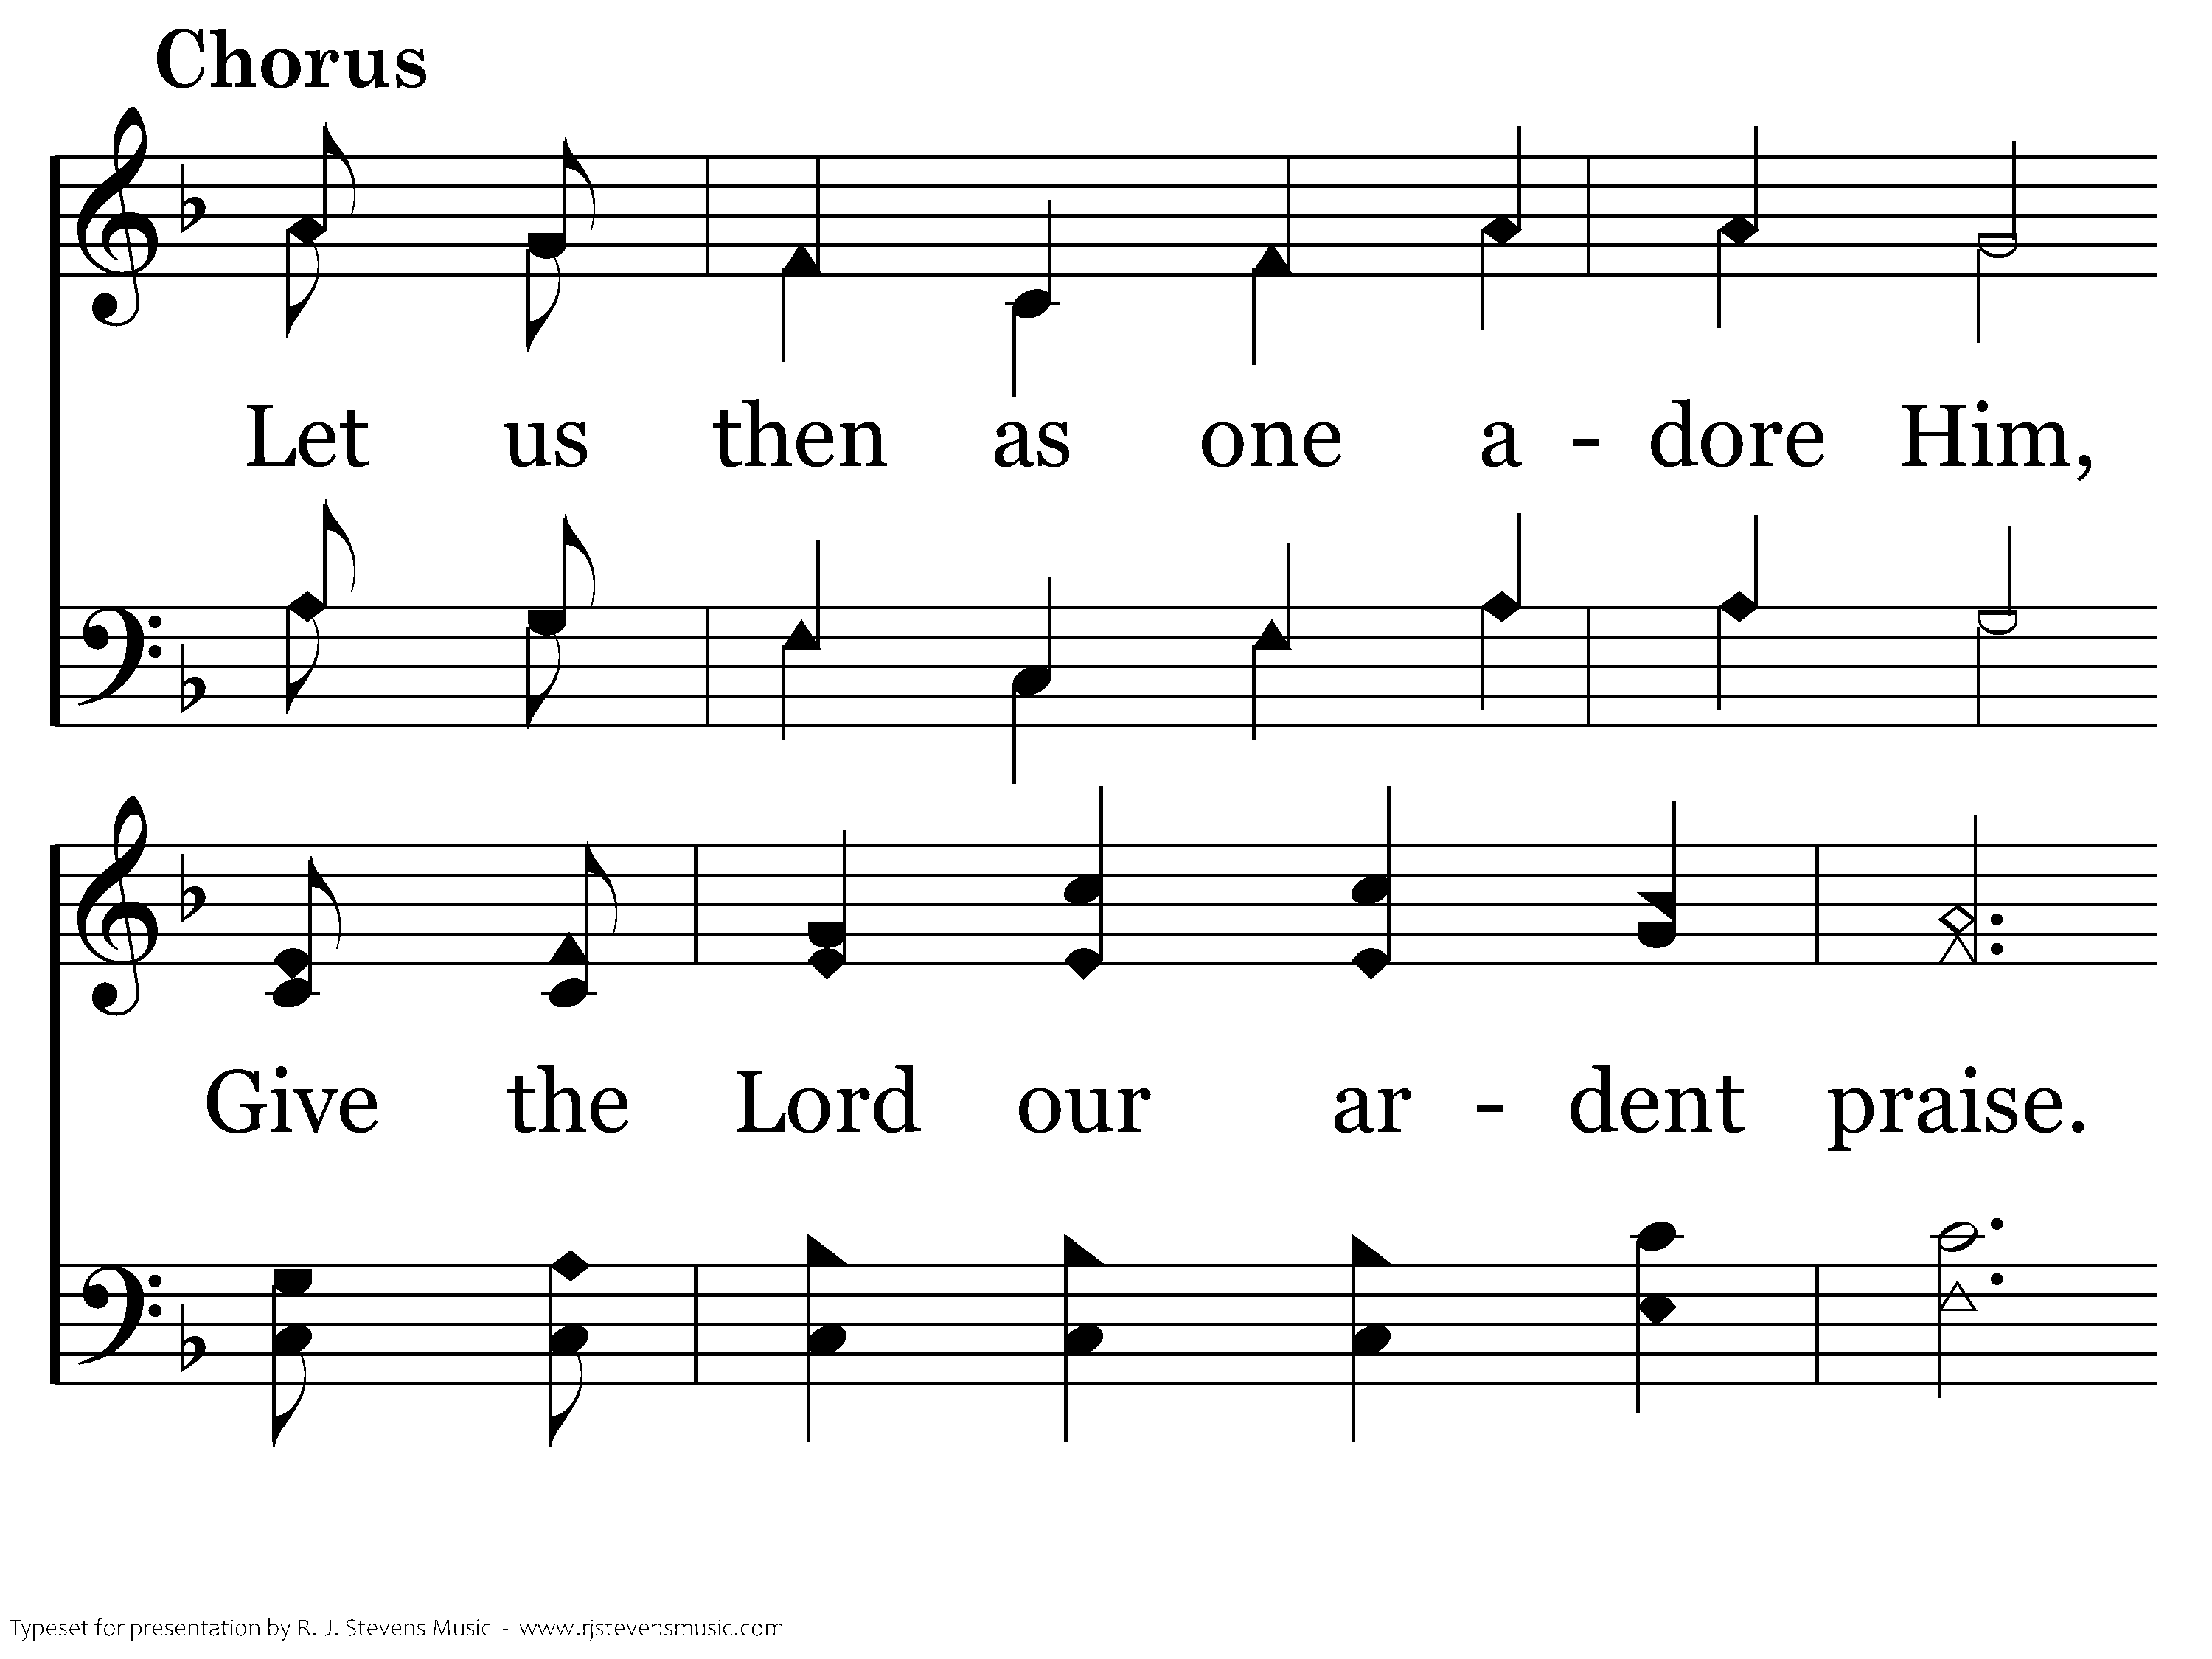 Chorus
Let us then as one a - dore Him,
Give the Lord our ar - dent praise.
Typeset for presentation by R. J. Stevens Music - www.rjstevensmusic.com